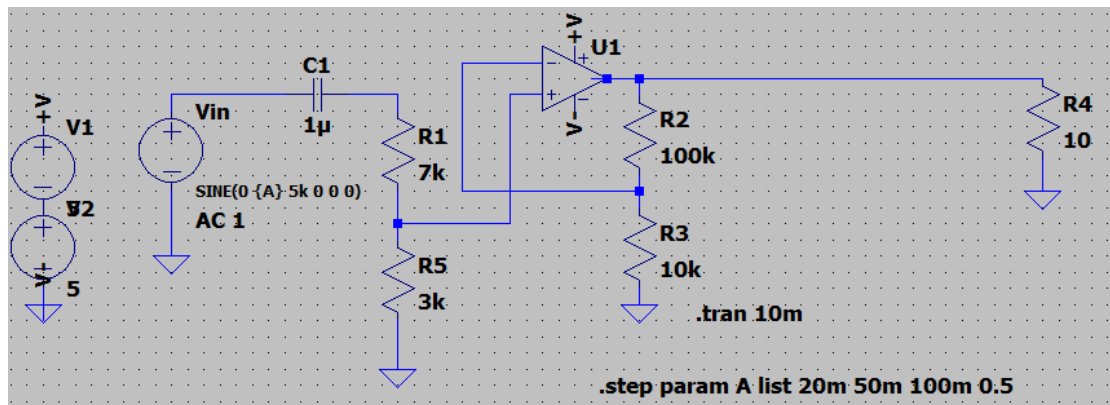 +V
V1
V2
V-
5
Vin
SINE(0 {A} 5k 0 0 0)
AC 1
C1
1µ
R1
7k
R5
3k
+V
U1
V-
R2
100k
R3
10k
R4
10
.tran 10m
.step param A list 20m 50m 100m 0.5